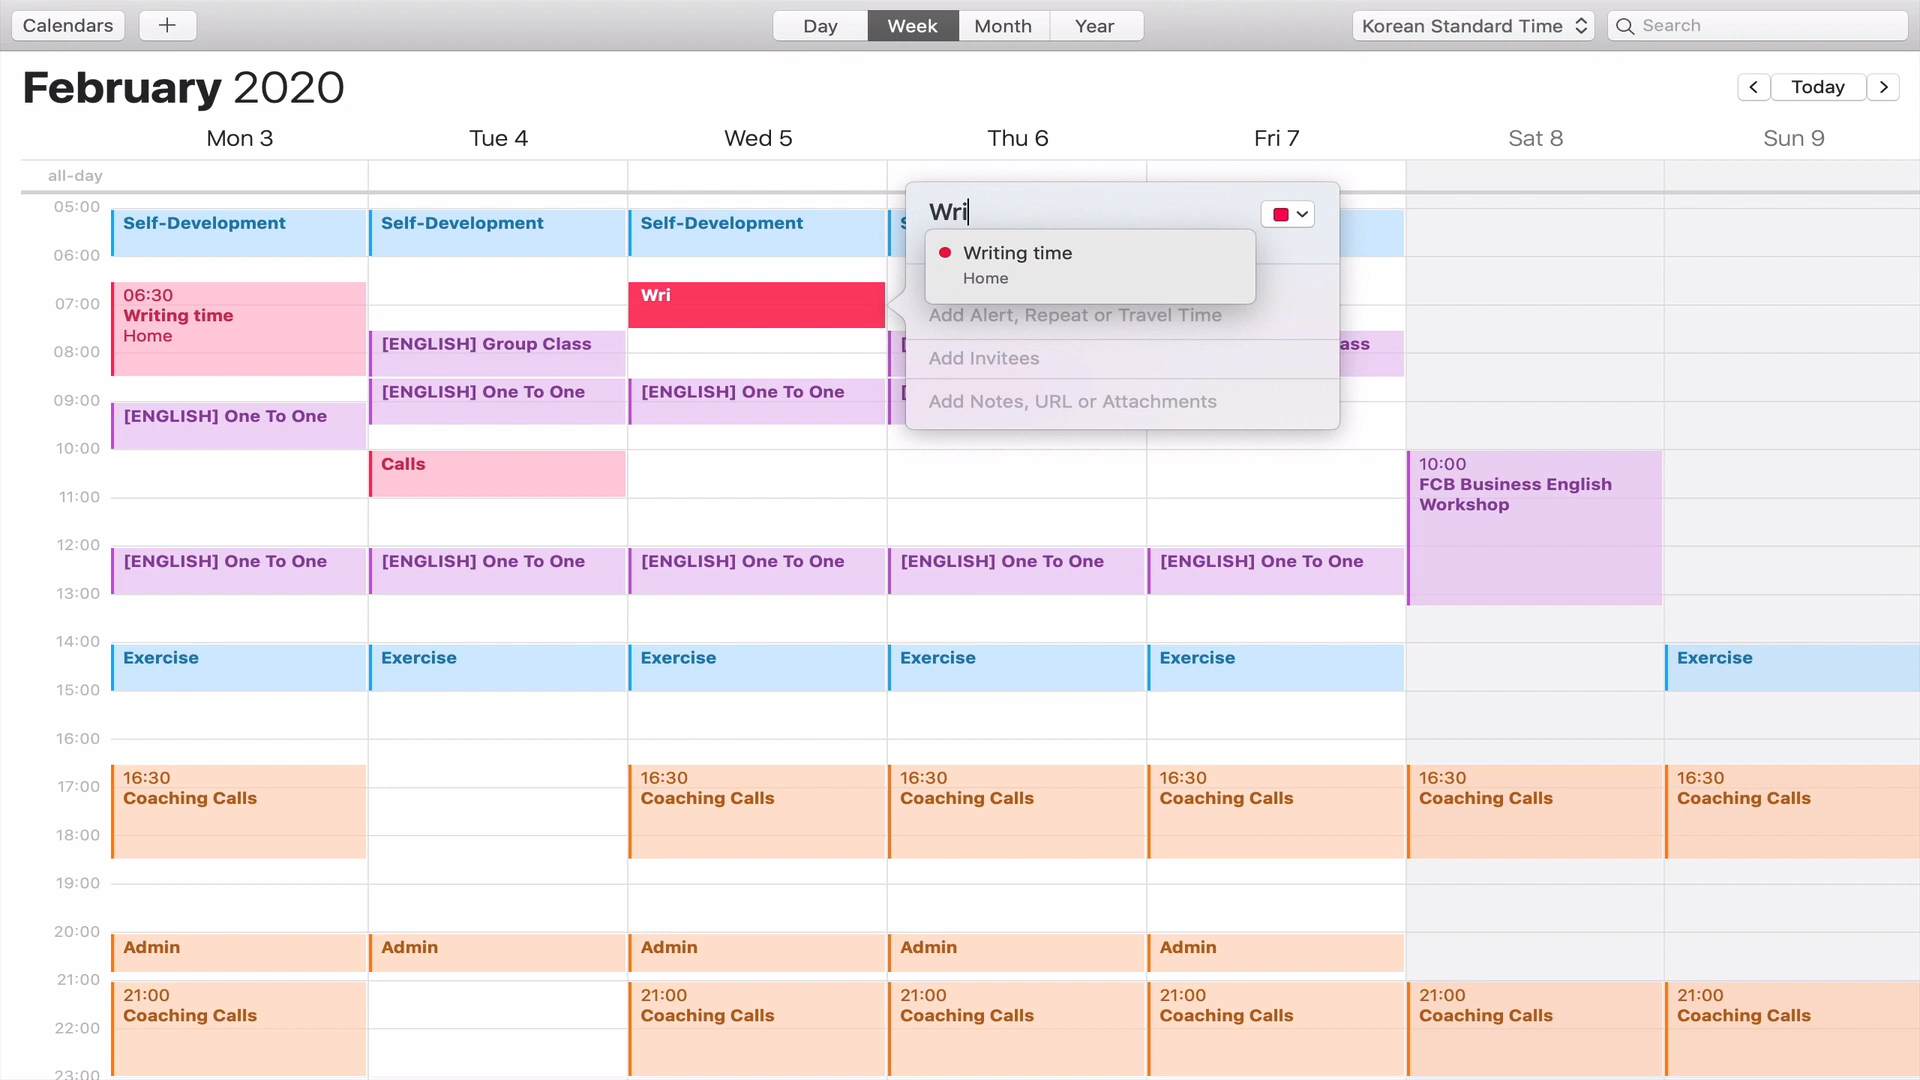 Calendars
Day
Week
Month
Year
Korean Standard Time
Search
February 2020
Today
Mon 3
Tue 4
Wed 5
Thu 6
Fri 7
Sat 8
Sun 9
all-day
05:00
Self-Development
Self-Development
Self-Development
S
Wri
Writing time
Home
06:00
06:30
Writing time
Home
Wri
07:00
Add Alert, Repeat or Travel Time
[ENGLISH] Group Class
[
ass
08:00
Add Invitees
[ENGLISH] One To One
[ENGLISH] One To One
[
09:00
Add Notes, URL or Attachments
[ENGLISH] One To One
10:00
Calls
10:00
FCB Business English
Workshop
11:00
12:00
[ENGLISH] One To One
[ENGLISH] One To One
[ENGLISH] One To One
[ENGLISH] One To One
[ENGLISH] One To One
13:00
14:00
Exercise
Exercise
Exercise
Exercise
Exercise
Exercise
15:00
16:00
16:30
Coaching Calls
16:30
Coaching Calls
16:30
Coaching Calls
16:30
Coaching Calls
16:30
Coaching Calls
16:30
Coaching Calls
17:00
18:00
19:00
20:00
Admin
Admin
Admin
Admin
Admin
21:00
21:00
Coaching Calls
21:00
Coaching Calls
21:00
Coaching Calls
21:00
Coaching Calls
21:00
Coaching Calls
21:00
Coaching Calls
22:00
23:00